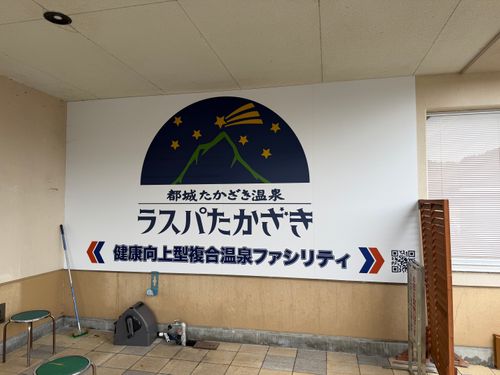 都城たかざき温泉
ラスパたかざき
健康向上型複合温泉ファシリティ